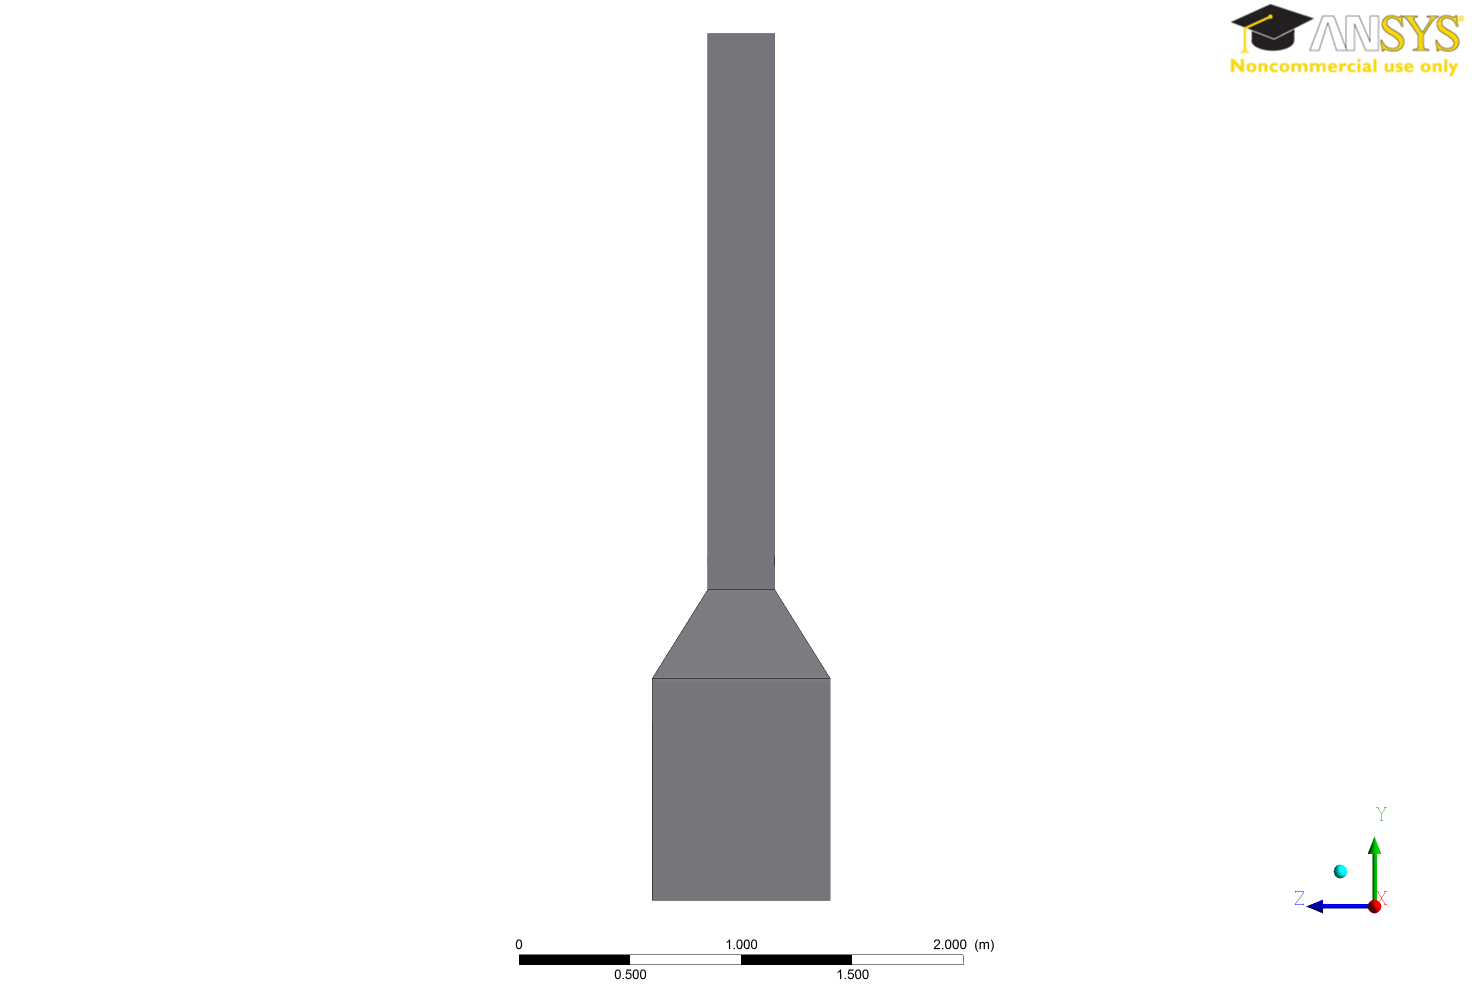 ANSYS
Noncommercial use only
Y
Z X
0 1.000 2.000 (m)
0.500 1.500